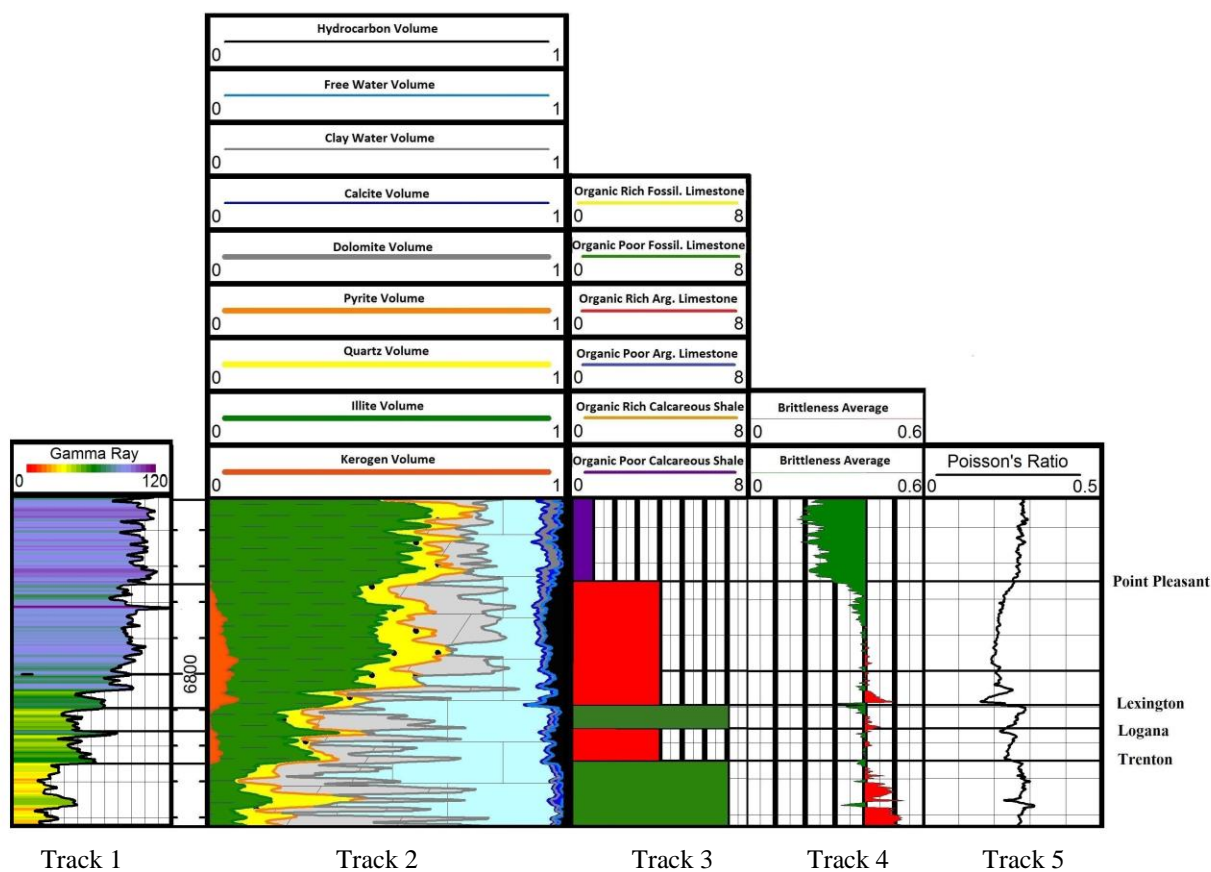 Hydrocarbon Volume
0 1
Free Water Volume
0 1
Clay Water Volume
0 1
Calcite Volume
0 1
Organic Rich Fossil. Limestone
0 8
Dolomite Volume
0 1
Organic Poor Fossil. Limestone
0 8
Pyrite Volume
0 1
Organic Rich Arg. Limestone
0 8
Quartz Volume
0 1
Organic Poor Arg. Limestone
0 8
Illite Volume
0 1
Organic Rich Calcareous Shale
0 8
Brittleness Average
0 0.6
Gamma Ray
0 120
Kerogen Volume
0 1
Organic Poor Calcareous Shale
0 8
Brittleness Average
0 0.6
Poisson's Ratio
0 0.5
6800
Point Pleasant
Lexington
Logana
Trenton
Track 1 Track 2 Track 3 Track 4 Track 5